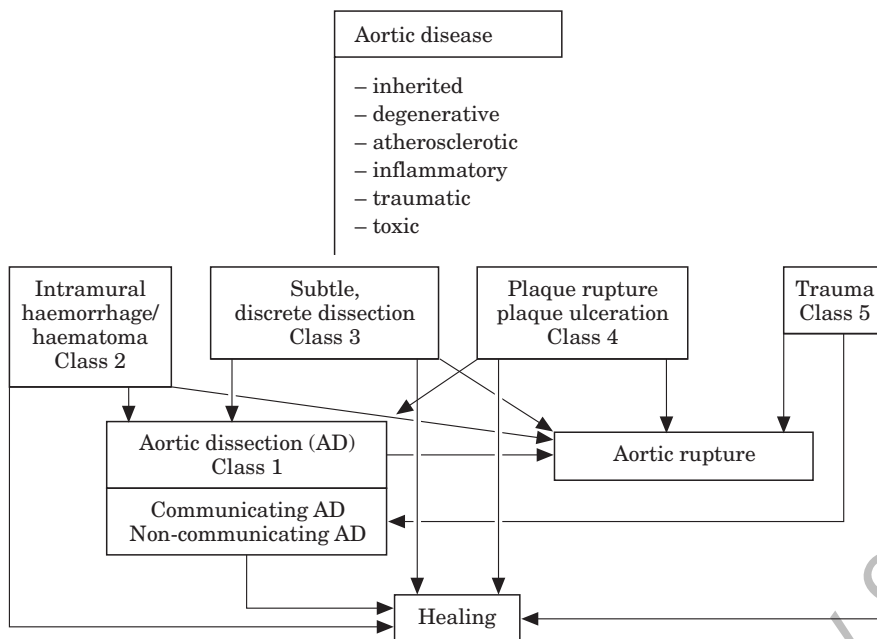 Aortic disease
– inherited
– degenerative
– atherosclerotic
– inflammatory
– traumatic
– toxic
Intramural
haemorrhage/
haematoma
Class 2
Subtle,
discrete dissection
Class 3
Plaque rupture
plaque ulceration
Class 4
Trauma
Class 5
Aortic dissection (AD)
Class 1
Communicating AD
Non-communicating AD
Aortic rupture
Healing